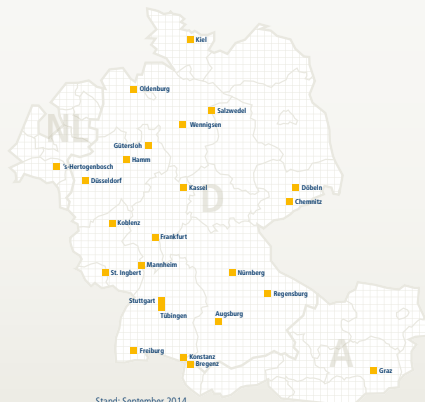 Kiel
Oldenburg
Salzwedel
NL
Wennigsen
Gütersloh
Hamm
's-Hertogenbosch
Düsseldorf
Kassel
D
Döbeln
Chemnitz
Koblenz
Frankfurt
Mannheim
St. Ingbert
Nürnberg
Regensburg
Stuttgart
Tübingen
Augsburg
Freiburg
Konstanz
A
Bregenz
Graz
Stand: September 2014